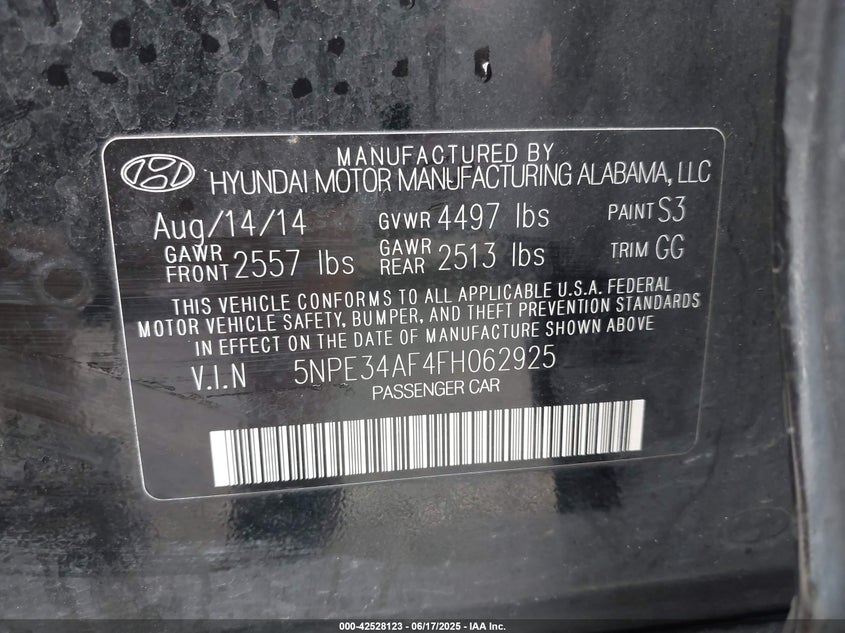 MANUFACTURED BY
HYUNDAI MOTOR MANUFACTURING ALABAMA, LLC
Aug/14/14 GVWR 4497 lbs PAINT S3
GAWR FRONT 2557 lbs GAWR REAR 2513 lbs TRIM GG
THIS VEHICLE CONFORMS TO ALL APPLICABLE U.S.A. FEDERAL
MOTOR VEHICLE SAFETY, BUMPER, AND THEFT PREVENTION STANDARDS
IN EFFECT ON THE DATE OF MANUFACTURE SHOWN ABOVE
V.I.N 5NPE34AF4FH062925
PASSENGER CAR
000-42528123 - 06/17/2025 - IAA Inc.